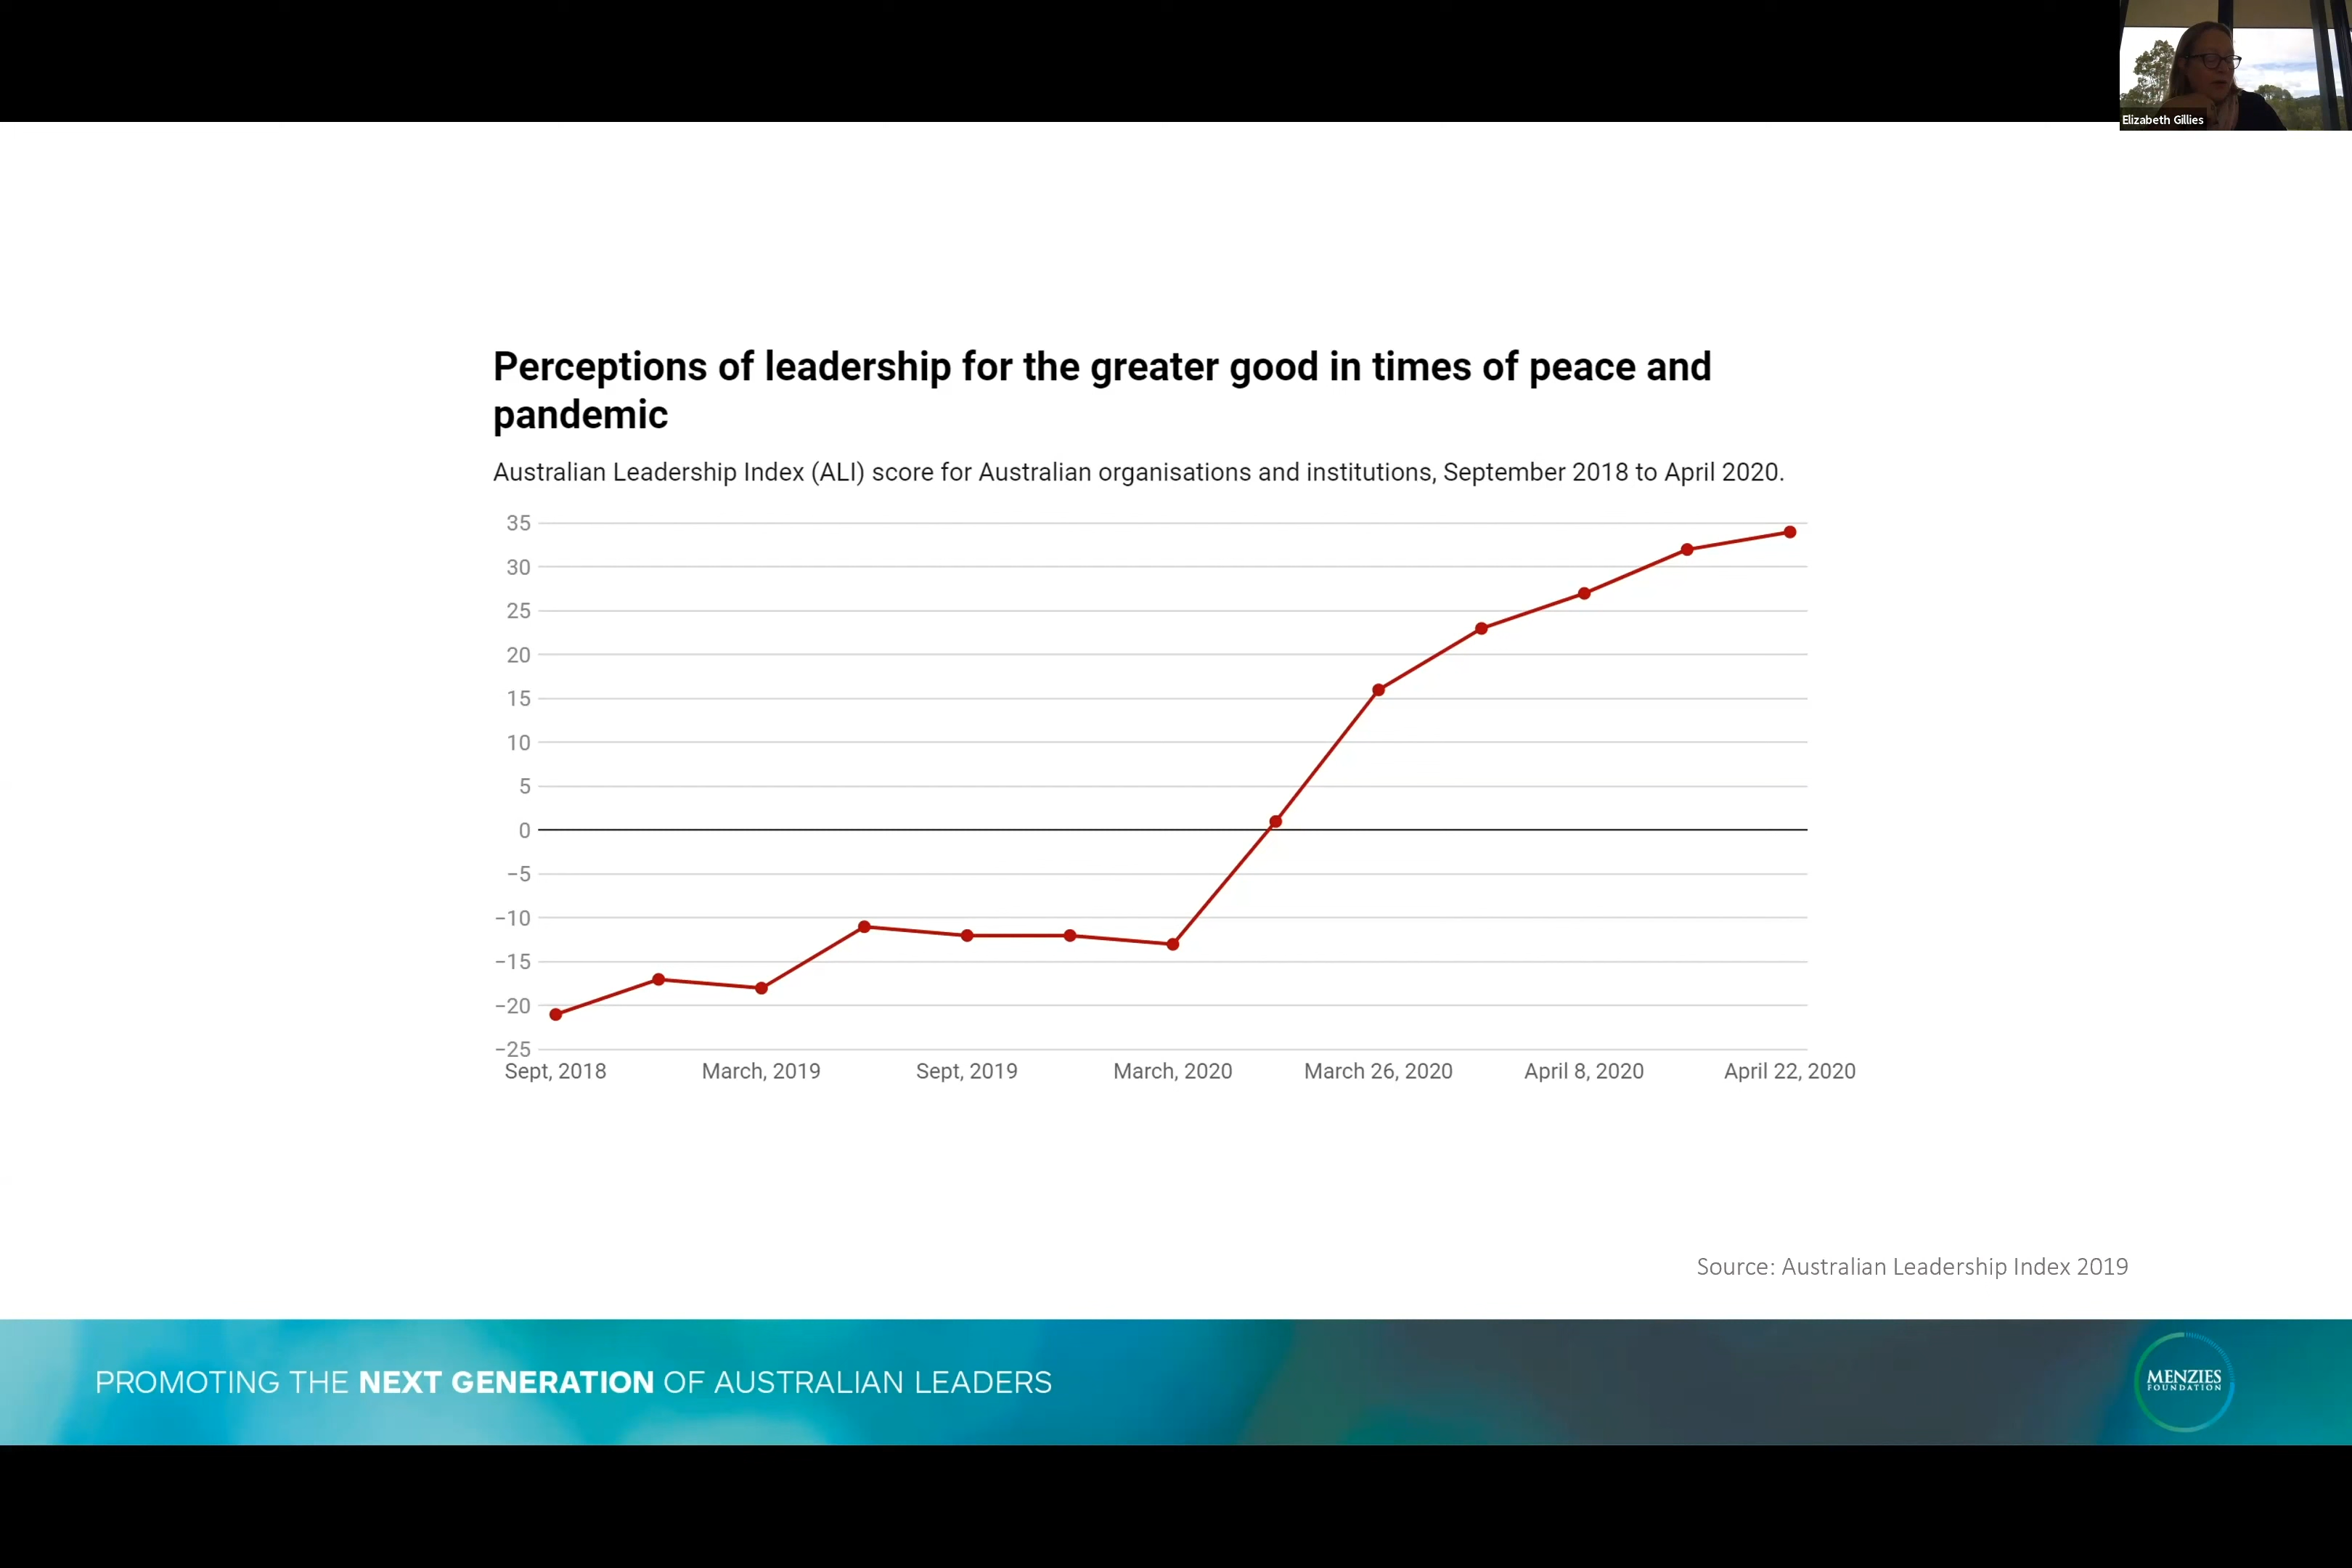 Elizabeth Gillies
Perceptions of leadership for the greater good in times of peace and
pandemic
Australian Leadership Index (ALI) score for Australian organisations and institutions, September 2018 to April 2020.
35
30
25
20
15
10
5
0
−5
−10
−15
−20
−25
Sept, 2018 March, 2019 Sept, 2019 March, 2020 March 26, 2020 April 8, 2020 April 22, 2020
Source: Australian Leadership Index 2019
PROMOTING THE NEXT GENERATION OF AUSTRALIAN LEADERS
MENZIES
FOUNDATION